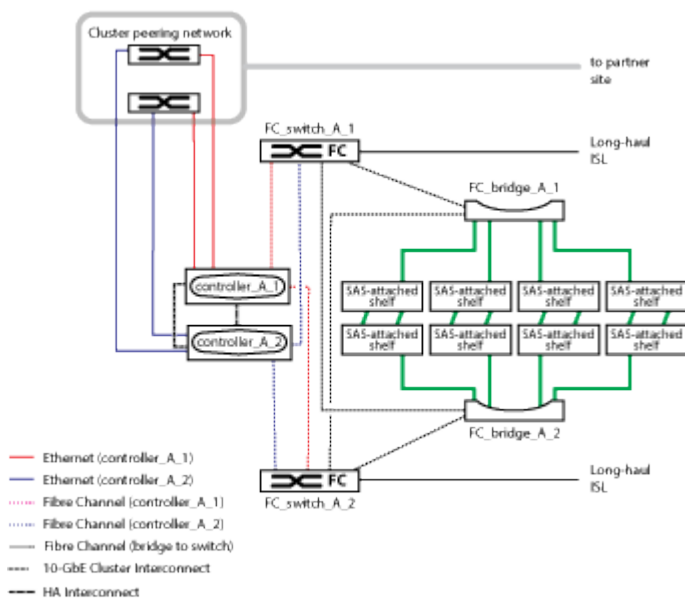 Cluster peering network
to partner
site
FC_switch_A_1
FC
Long-haul
ISL
FC_bridge_A_1
controller_A_1
controller_A_2
SAS-attached
shelf
SAS-attached
shelf
SAS-attached
shelf
SAS-attached
shelf
SAS-attached
shelf
SAS-attached
shelf
SAS-attached
shelf
SAS-attached
shelf
FC_bridge_A_2
FC
FC_switch_A_2
Long-haul
ISL
Ethernet (controller_A_1)
Ethernet (controller_A_2)
Fibre Channel (controller_A_1)
Fibre Channel (controller_A_2)
Fibre Channel (bridge to switch)
10-GbE Cluster Interconnect
HA Interconnect